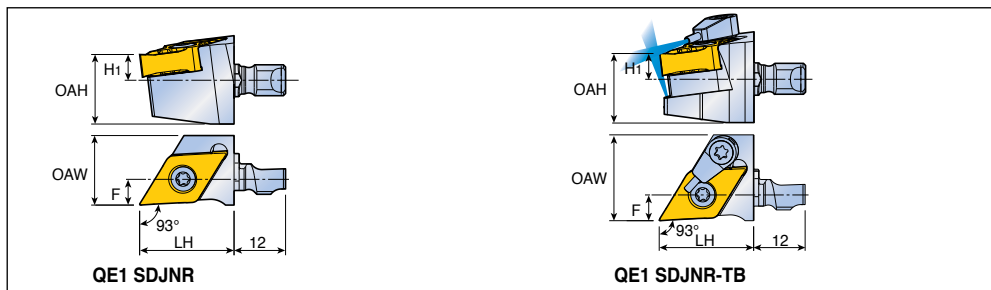 H1
OAH
OAW
F
93°
LH
12
QE1 SDJNR
H1
OAH
OAW
F
93°
LH
12
QE1 SDJNR-TB